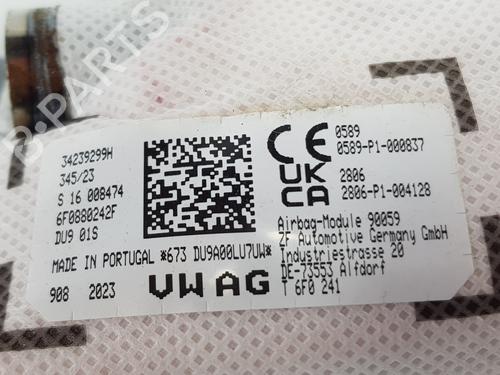 B-PARTS
34239299H
345/23
S 16 008474
6F0880242F
DU9 01S
MADE IN PORTUGAL *673 DU9A00LU7UW*
908 2023
VW AG
CE 0589
0589-P1-000837
UK CA 2806
2806-P1-004128
Airbag-Module 90059
ZF Automotive Germany GmbH
Industriestrasse 20
DE-73553 Alfdorf
T 6F0 241